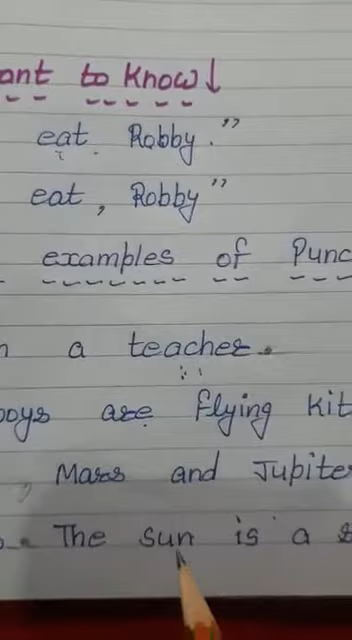 ant to know↓
eat. Robby."
eat, Robby"
examples of Punc
n a teacher.
boys are flying kit
, Mars and Jupiter
. The sun is a s